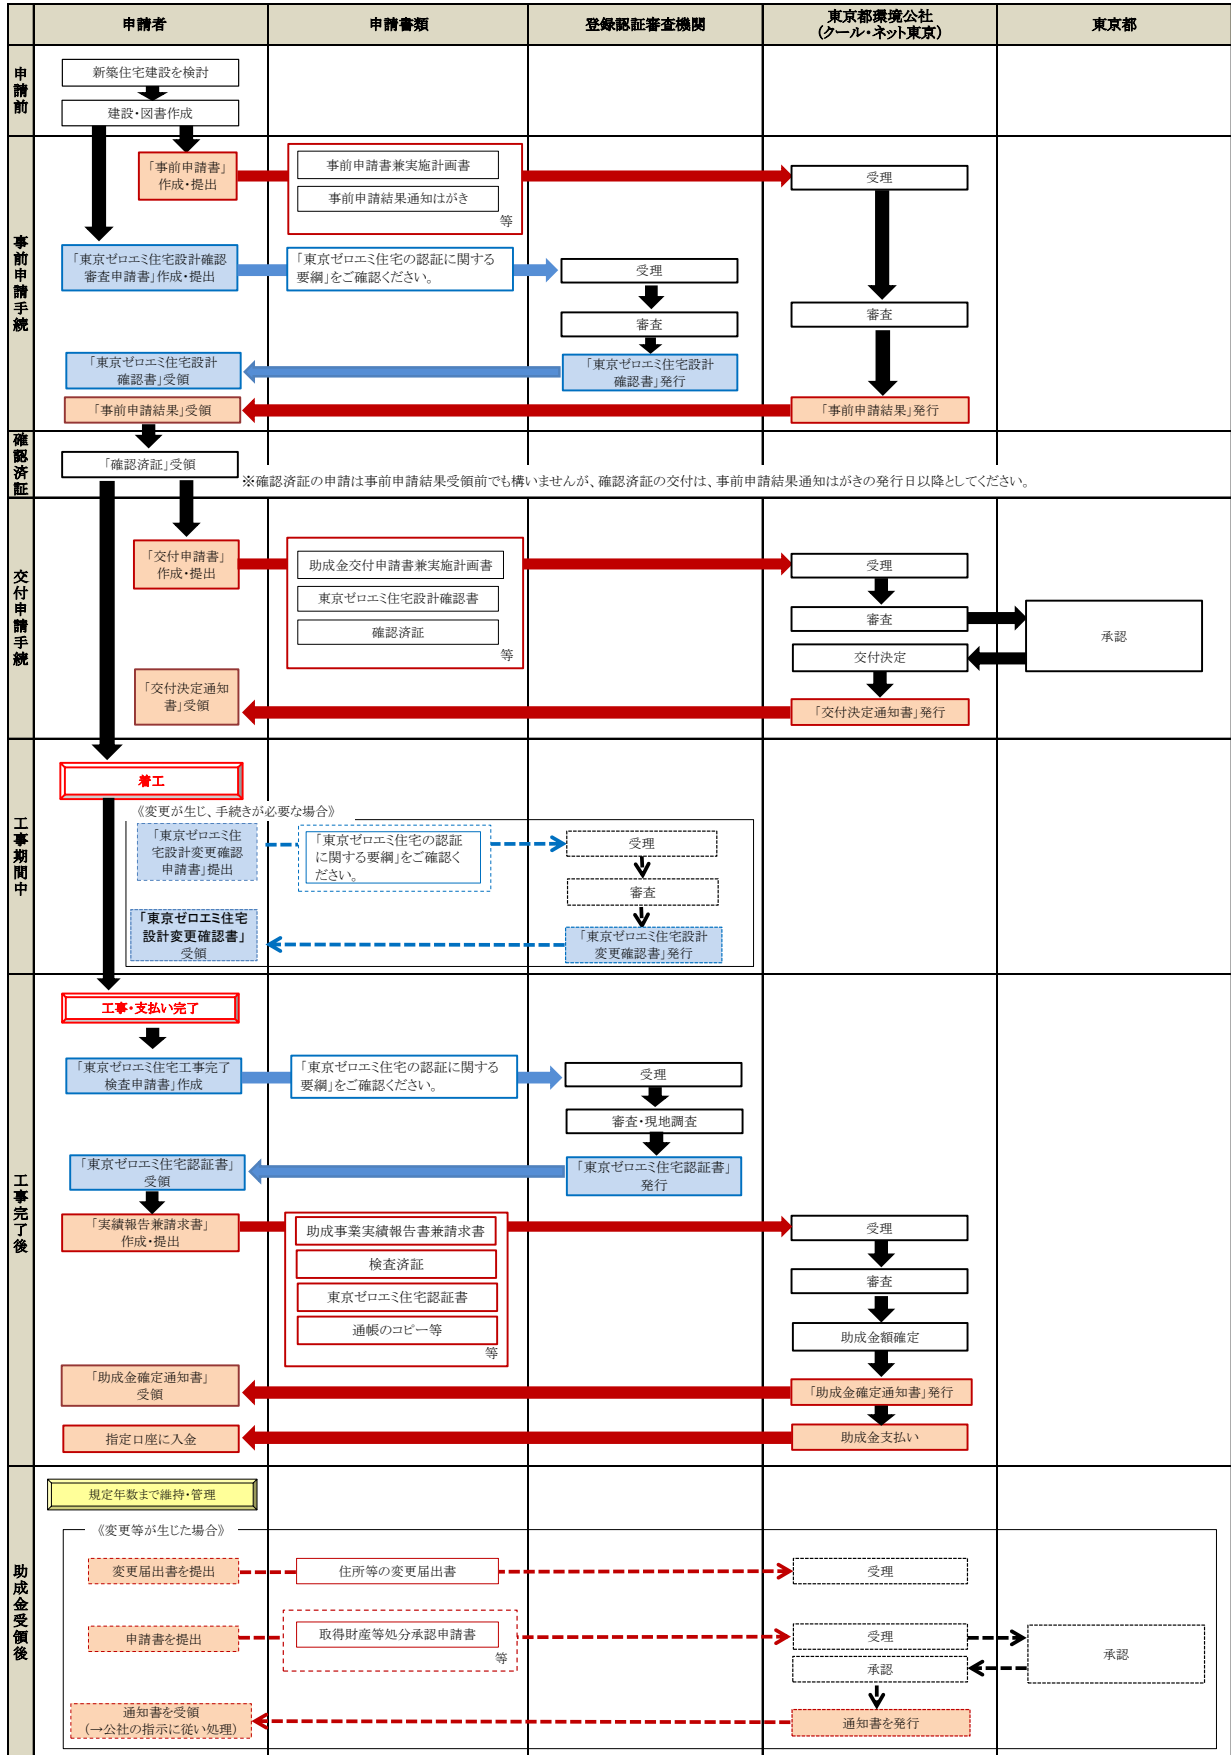 申請者
申請書類
登録認証審査機関
東京都環境公社
(クール・ネット東京)
東京都
申請前
新築住宅建設を検討
建設・図書作成
事前申請手続
「事前申請書」
作成・提出
事前申請書兼実施計画書
事前申請結果通知はがき
等
受理
「東京ゼロエミ住宅設計確認
審査申請書」作成・提出
「東京ゼロエミ住宅の認証に関する
要綱」をご確認ください。
受理
審査
審査
「東京ゼロエミ住宅設計
確認書」受領
「東京ゼロエミ住宅設計
確認書」発行
「事前申請結果」受領
「事前申請結果」発行
確認済証
「確認済証」受領
※確認済証の申請は事前申請結果受領前でも構いませんが、確認済証の交付は、事前申請結果通知はがきの発行日以降としてください。
交付申請手続
「交付申請書」
作成・提出
助成金交付申請書兼実施計画書
東京ゼロエミ住宅設計確認書
確認済証
等
受理
審査
承認
交付決定
「交付決定通知
書」受領
「交付決定通知書」発行
工事期間中
着工
《変更が生じ、手続きが必要な場合》
「東京ゼロエミ住
宅設計変更確認
申請書」提出
「東京ゼロエミ住宅の認証
に関する要綱」をご確認く
ださい。
受理
審査
「東京ゼロエミ住宅
設計変更確認書」
受領
「東京ゼロエミ住宅設計
変更確認書」発行
工事完了後
工事・支払い完了
「東京ゼロエミ住宅工事完了
検査申請書」作成
「東京ゼロエミ住宅の認証に関する
要綱」をご確認ください。
受理
審査・現地調査
「東京ゼロエミ住宅認証書」
受領
「東京ゼロエミ住宅認証書」
発行
「実績報告兼請求書」
作成・提出
助成事業実績報告書兼請求書
検査済証
東京ゼロエミ住宅認証書
通帳のコピー等
等
受理
審査
助成金額確定
「助成金確定通知書」
受領
「助成金確定通知書」発行
指定口座に入金
助成金支払い
助成金受領後
規定年数まで維持・管理
《変更等が生じた場合》
変更届出書を提出
住所等の変更届出書
受理
申請書を提出
取得財産等処分承認申請書
等
受理
承認
承認
通知書を受領
(→公社の指示に従い処理)
通知書を発行